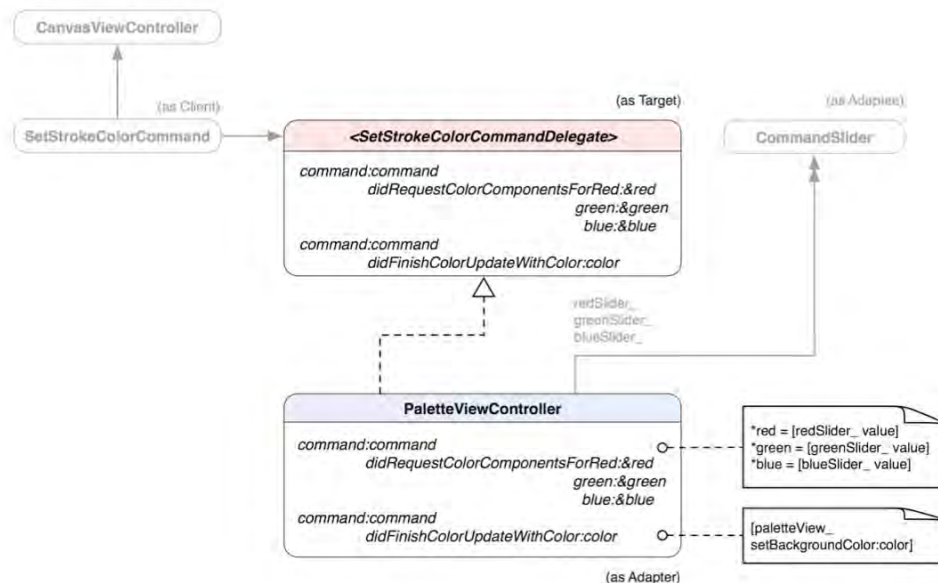 CanvasViewController
(as Client)
(as Target)
(as Adaptee)
SetStrokeColorCommand
<SetStrokeColorCommandDelegate>
CommandSlider
command:command
didRequestColorComponentsForRed:&red
green:&green
blue:&blue
command:command
didFinishColorUpdateWithColor:color
redSlider_
greenSlider_
blueSlider_
PaletteViewController
command:command
didRequestColorComponentsForRed:&red
green:&green
blue:&blue
command:command
didFinishColorUpdateWithColor:color
*red = [redSlider_ value]
*green = [greenSlider_ value]
*blue = [blueSlider_ value]
[paletteView_
setBackgroundColor:color]
(as Adapter)